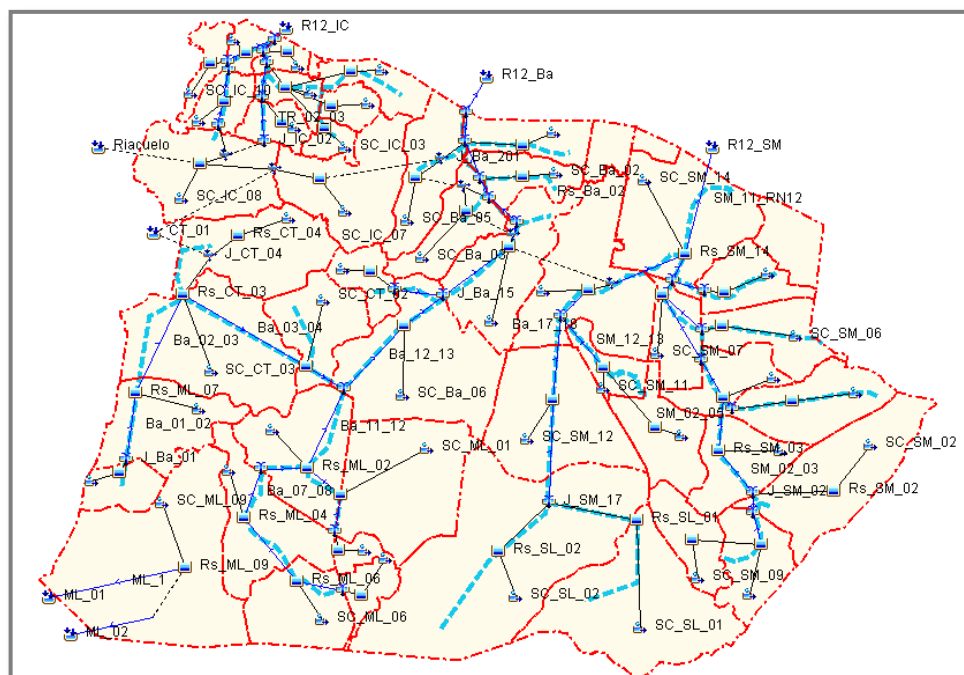 R12_IC
R12_Ba
SC_IC_10
TR_02_03
J_IC_02
Riacuelo
SC_IC_03
R12_SM
Ba_201
SC_Ba_02
SC_SM_14
Rs_Ba_02
SM_11_RN12
SC_IC_08
SC_Ba_05
CT_01
Rs_CT_04
SC_IC_07
J_CT_04
SC_Ba_03
Rs_SM_14
Rs_CT_03
SC_CT_02
J_Ba_15
Ba_03_04
Ba_17_18
Ba_02_03
Ba_12_13
SM_12_13
SC_SM_06
SC_SM_07
SC_CT_03
Rs_ML_07
SC_Ba_06
SC_SM_11
Ba_01_02
SM_02_05
Ba_11_12
SC_ML_01
SC_SM_12
SC_SM_02
J_Ba_01
Rs_ML_02
Rs_SM_03
Ba_07_08
SM_02_03
SC_ML_09
J_SM_02
Rs_SM_02
J_SM_17
Rs_ML_04
Rs_SL_01
Rs_SL_02
Rs_ML_09
ML_1
Rs_ML_06
SC_SM_09
ML_01
SC_SL_02
SC_ML_06
SC_SL_01
ML_02